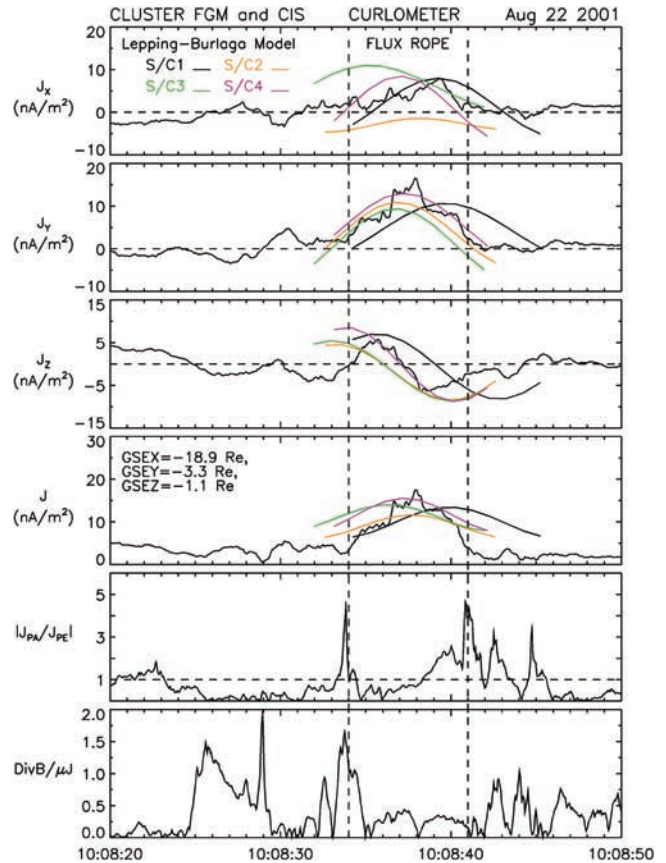 CLUSTER FGM and CIS CURLOMETER Aug 22 2001
Lepping-Burlaga Model FLUX ROPE
S/C1 S/C2
S/C3 S/C4
20
10
0
-10
J_X
(nA/m²)
20
10
0
-10
J_Y
(nA/m²)
15
5
-5
-15
J_Z
(nA/m²)
30
20
10
0
J
(nA/m²)
GSEX=-18.9 Re,
GSEY=-3.3 Re,
GSEZ=-1.1 Re
5
3
1
|J_PA/J_PE|
2.0
1.5
1.0
0.5
0.0
DivB/μJ
10:08:20 10:08:30 10:08:40 10:08:50